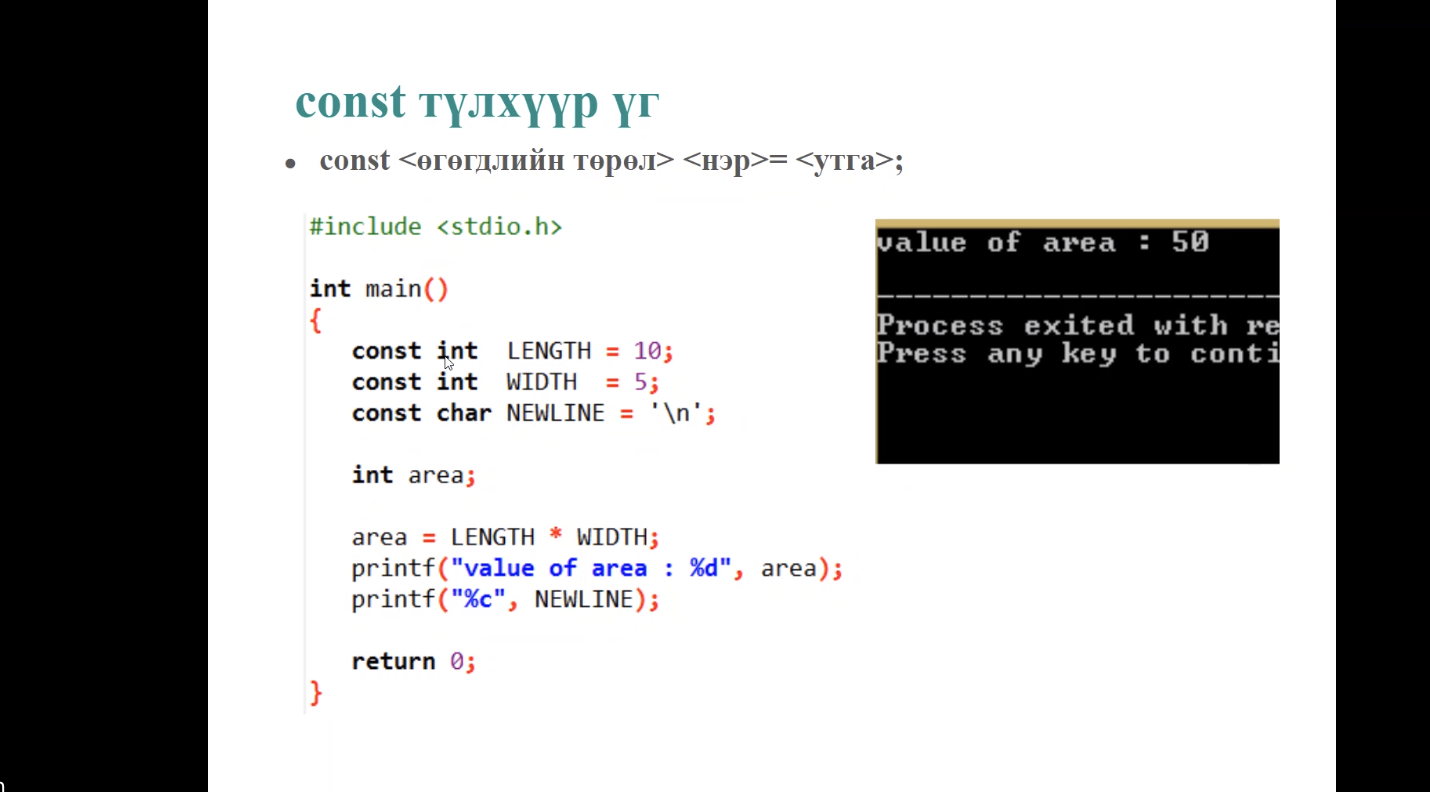 const түлхүүр үг
• const <өгөгдлийн төрөл> <нэр>= <утга>;
#include <stdio.h>
int main()
{
const int LENGTH = 10;
const int WIDTH = 5;
const char NEWLINE = '\n';
int area;
area = LENGTH * WIDTH;
printf("value of area : %d", area);
printf("%c", NEWLINE);
return 0;
}
value of area : 50
-----------------------
Process exited with re
Press any key to conti